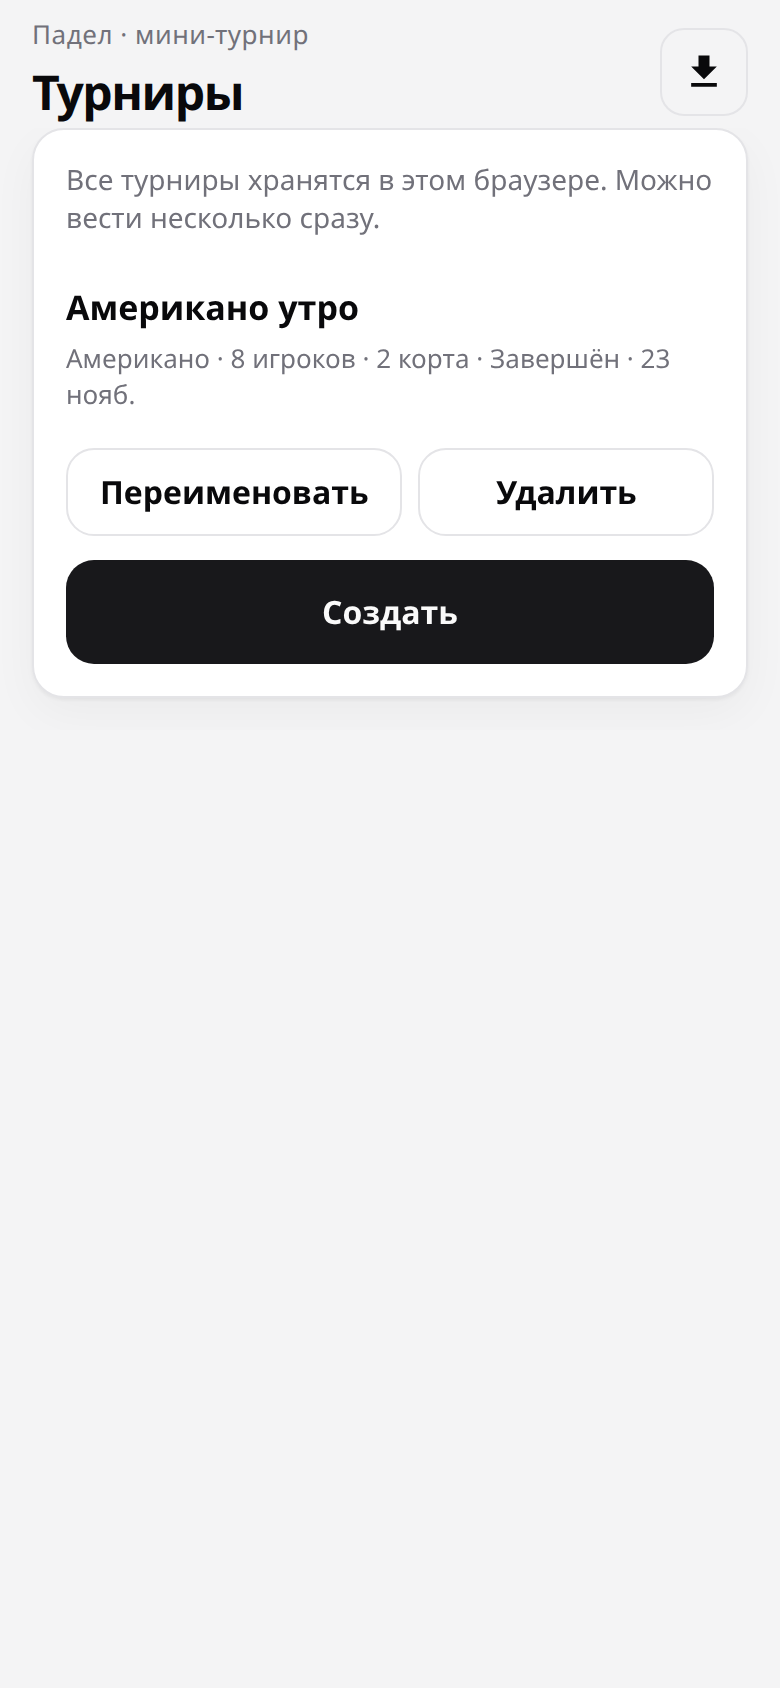 Падел · мини-турнир
Турниры
Все турниры хранятся в этом браузере. Можно
вести несколько сразу.
Американо утро
Американо · 8 игроков · 2 корта · Завершён · 23
нояб.
Переименовать
Удалить
Создать